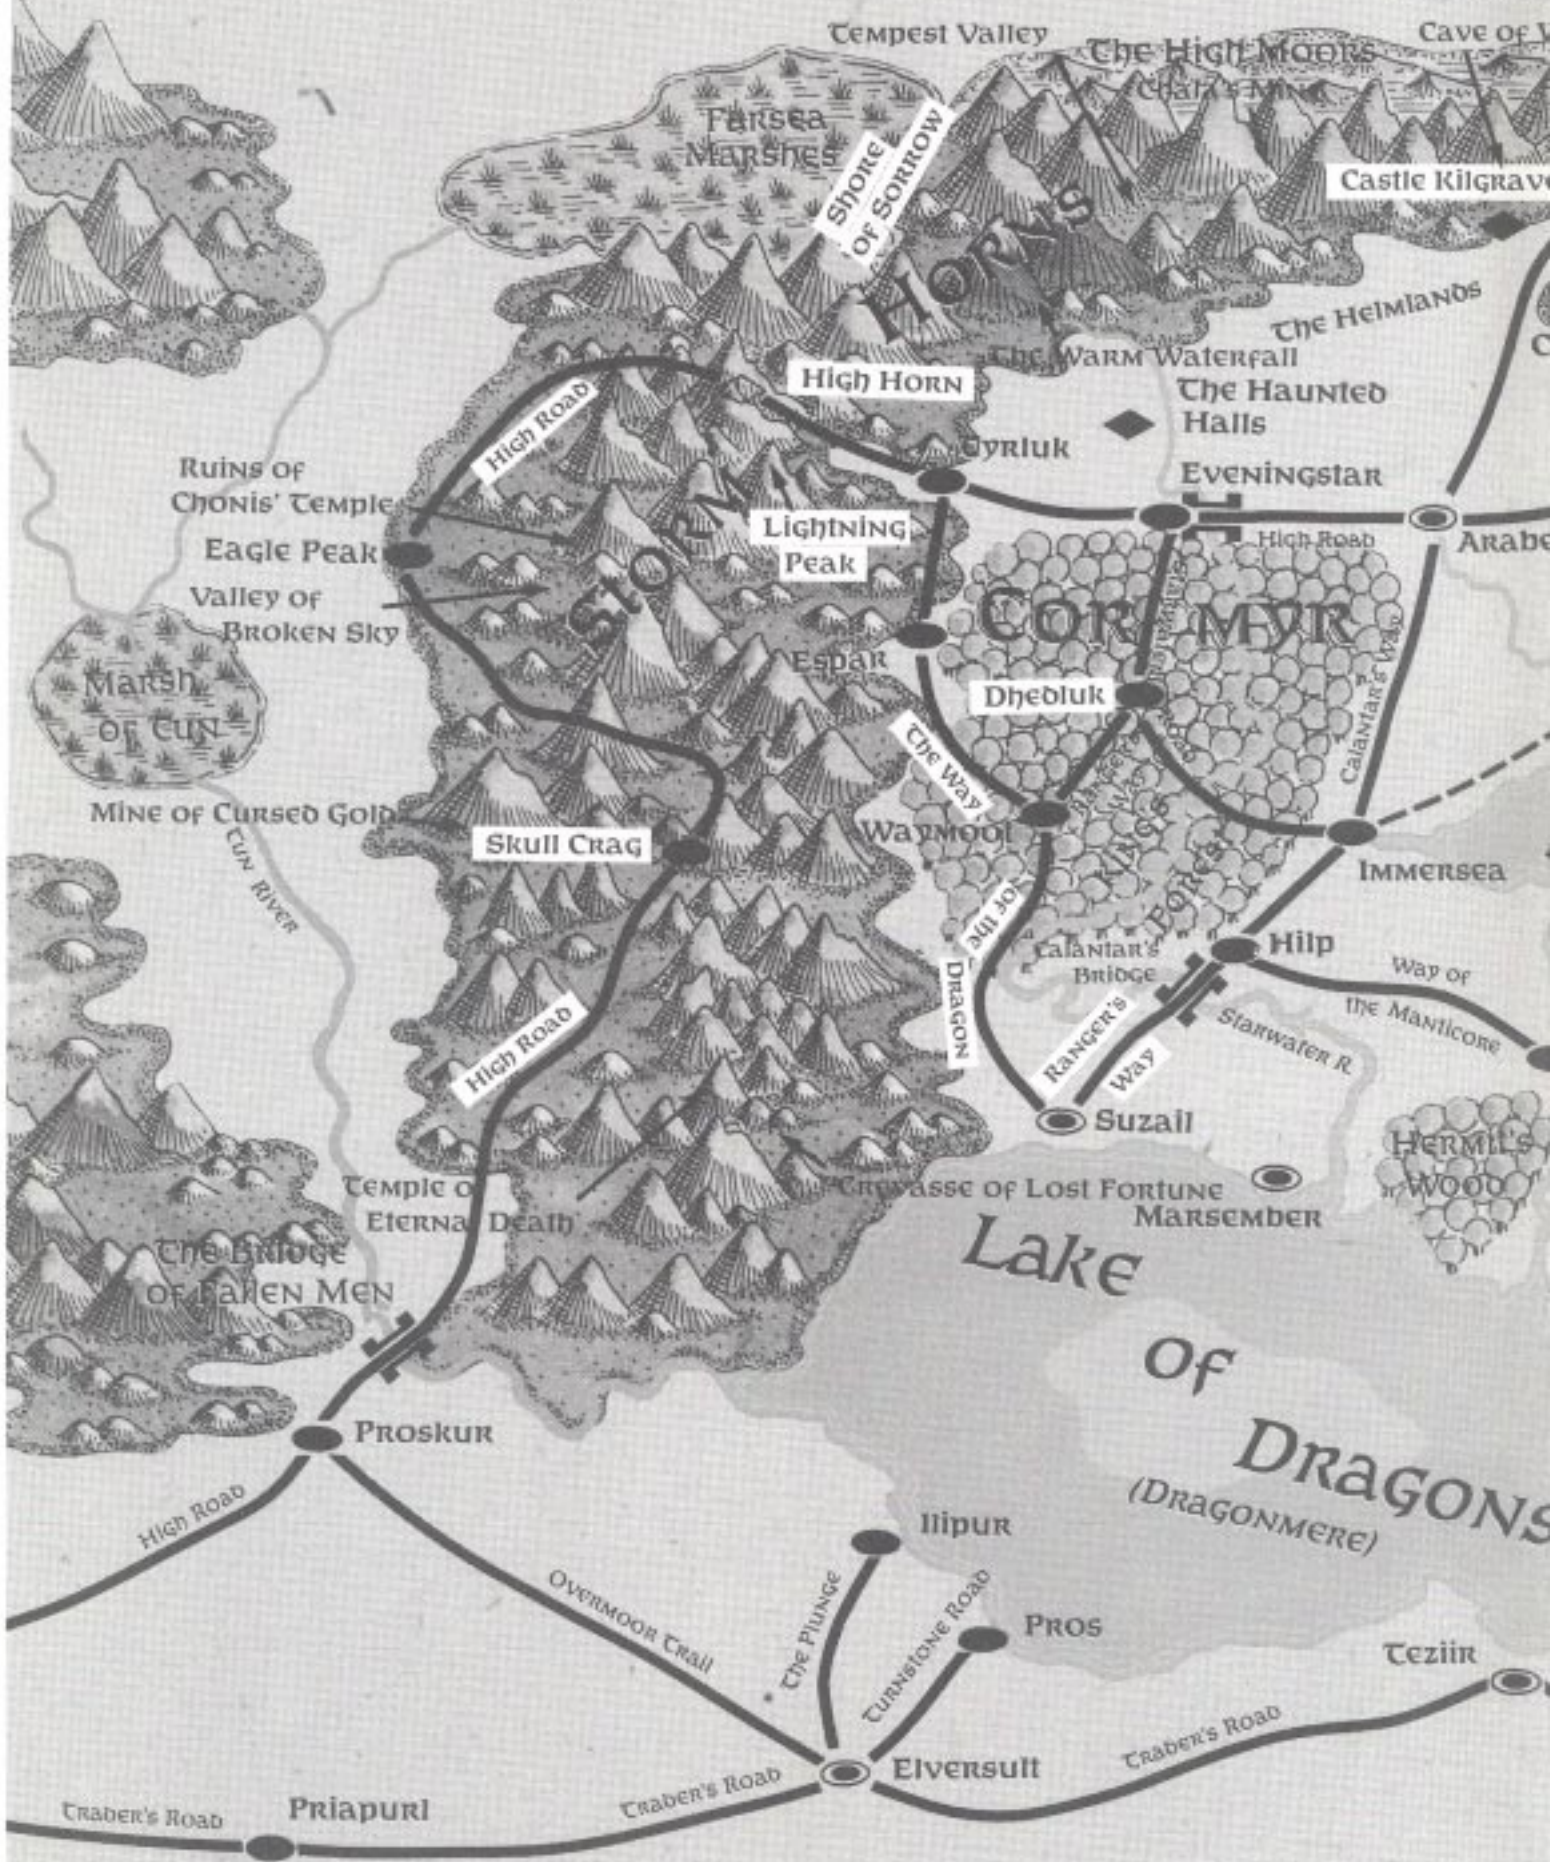 Tempest Valley
The High Moors
Cave of
Farsea
Marshes
Shore
of Sorrow
Castle Kilgrave
Horns
The Helmlands
The Warm Waterfall
High Horn
The Haunted
Halls
High Road
Tyrluk
Ruins of
Chonis' Temple
Eveningstar
Storm
Lightning
Peak
High Road
Eagle Peak
Arabe
Valley of
Broken Sky
Cormyr
Espar
Marsh
of Tun
Dhedluk
Calantar's Way
The Way
Mine of Cursed Gold
Waymoot
Skull Crag
King's
Forest
Immersea
Tun River
of the
Dragon
Calantar's
Bridge
Hilp
Way of
the Manticore
High Road
Ranger's
Way
Starwater R.
Suzail
Hermit's
Wood
Temple of
Eternal Death
Crevasse of Lost Fortune
Marsember
The Bridge
of Fallen Men
Lake
of
Dragons
(Dragonmere)
Proskur
High Road
Ilipur
Overmoor Trail
The Plunge
Turnstone Road
Pros
Teziir
Elversult
Trader's Road
Trader's Road
Priapurl
Trader's Road